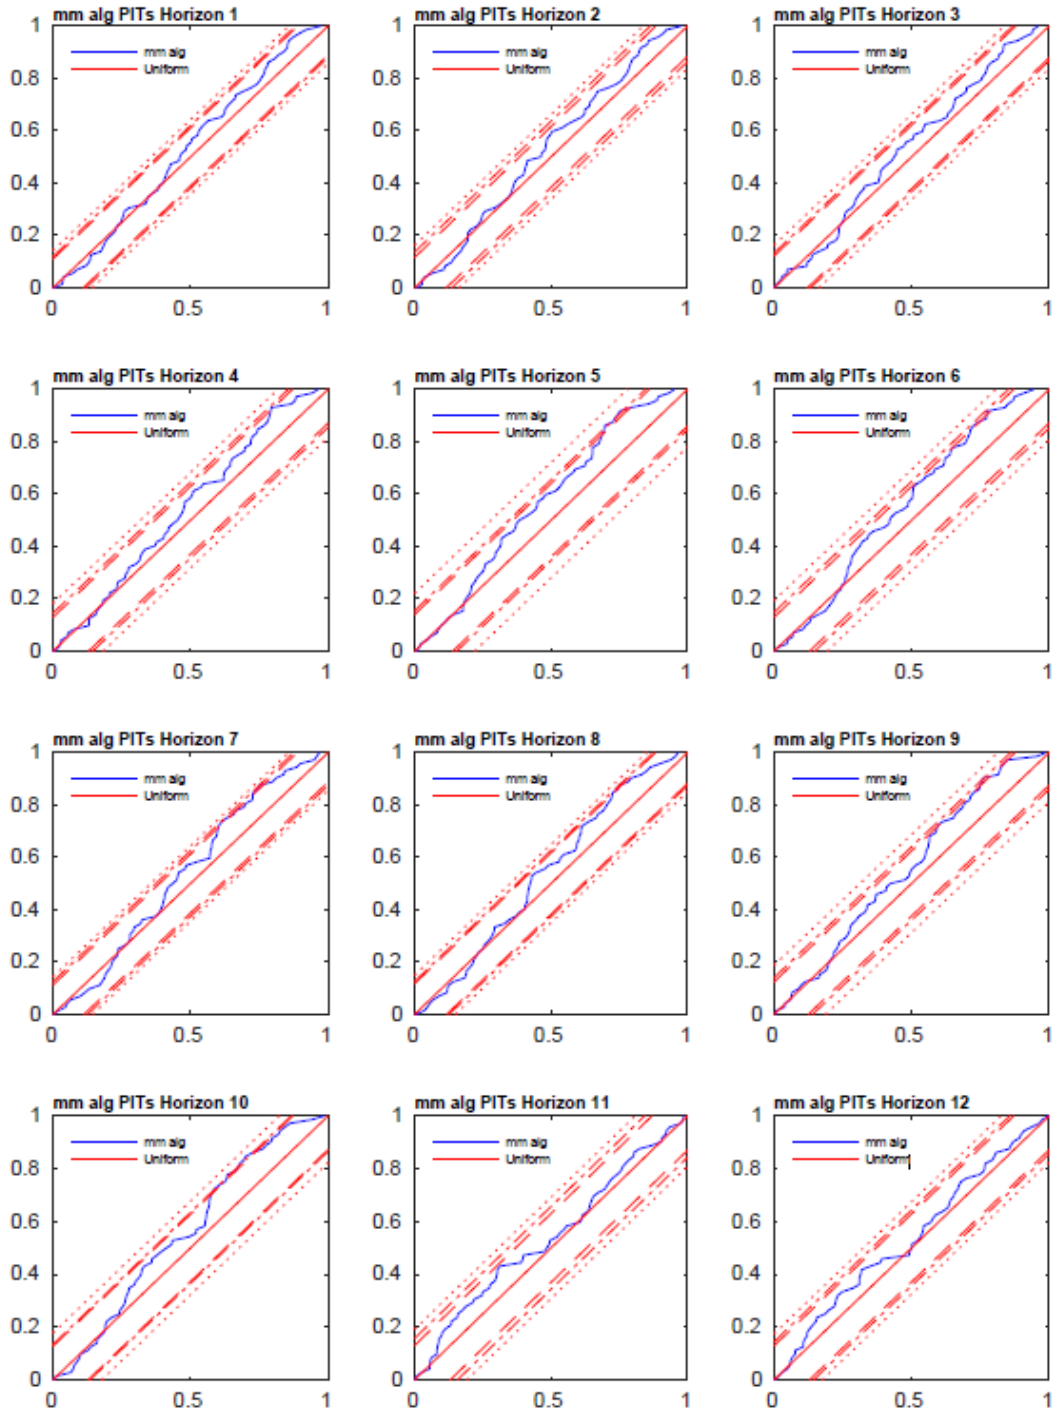 mm alg PITs Horizon 1
mm alg PITs Horizon 2
mm alg PITs Horizon 3
1
mm alg
Uniform
0.8
0.6
0.4
0.2
0
0 0.5 1
1
mm alg
Uniform
0.8
0.6
0.4
0.2
0
0 0.5 1
1
mm alg
Uniform
0.8
0.6
0.4
0.2
0
0 0.5 1
mm alg PITs Horizon 4
mm alg PITs Horizon 5
mm alg PITs Horizon 6
1
mm alg
Uniform
0.8
0.6
0.4
0.2
0
0 0.5 1
1
mm alg
Uniform
0.8
0.6
0.4
0.2
0
0 0.5 1
1
mm alg
Uniform
0.8
0.6
0.4
0.2
0
0 0.5 1
mm alg PITs Horizon 7
mm alg PITs Horizon 8
mm alg PITs Horizon 9
1
mm alg
Uniform
0.8
0.6
0.4
0.2
0
0 0.5 1
1
mm alg
Uniform
0.8
0.6
0.4
0.2
0
0 0.5 1
1
mm alg
Uniform
0.8
0.6
0.4
0.2
0
0 0.5 1
mm alg PITs Horizon 10
mm alg PITs Horizon 11
mm alg PITs Horizon 12
1
mm alg
Uniform
0.8
0.6
0.4
0.2
0
0 0.5 1
1
mm alg
Uniform
0.8
0.6
0.4
0.2
0
0 0.5 1
1
mm alg
Uniform
0.8
0.6
0.4
0.2
0
0 0.5 1